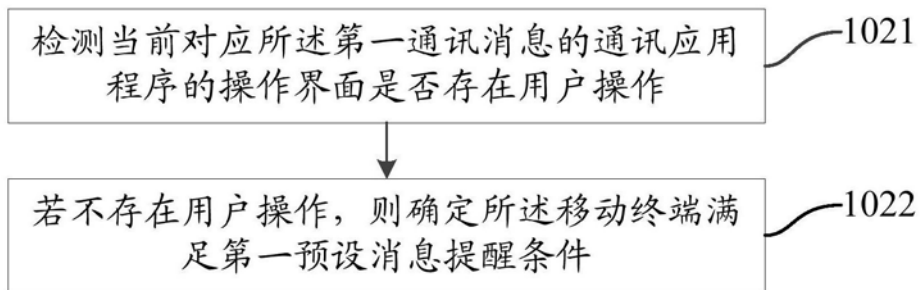 检测当前对应所述第一通讯消息的通讯应用
程序的操作界面是否存在用户操作
1021
若不存在用户操作，则确定所述移动终端满
足第一预设消息提醒条件
1022